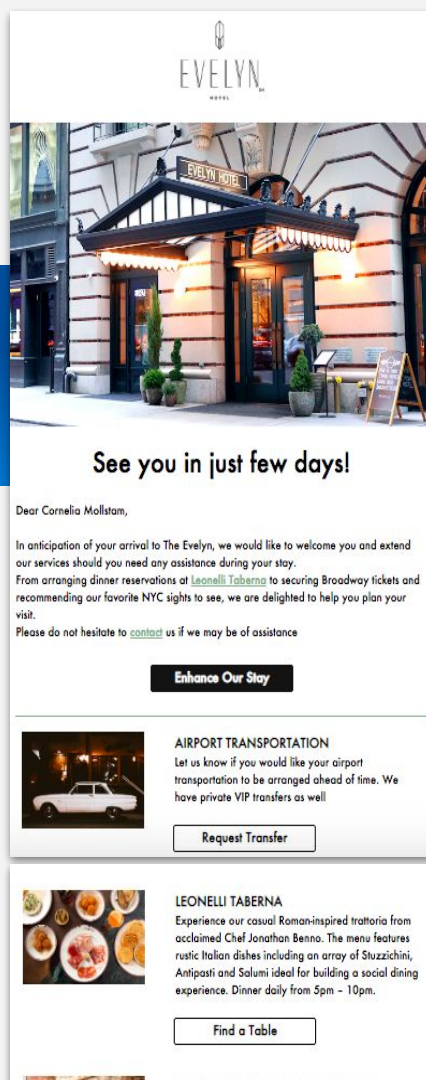 EVELYN
HOTEL
EVELYN HOTEL
See you in just few days!
Dear Cornelia Mollstam,
In anticipation of your arrival to The Evelyn, we would like to welcome you and extend
our services should you need any assistance during your stay.
From arranging dinner reservations at Leonelli Taberna to securing Broadway tickets and
recommending our favorite NYC sights to see, we are delighted to help you plan your
visit.
Please do not hesitate to contact us if we may be of assistance
Enhance Our Stay
AIRPORT TRANSPORTATION
Let us know if you would like your airport
transportation to be arranged ahead of time. We
have private VIP transfers as well
Request Transfer
LEONELLI TABERNA
Experience our casual Roman-inspired trattoria from
acclaimed Chef Jonathan Benno. The menu features
rustic Italian dishes including an array of Stuzzichini,
Antipasti and Salumi ideal for building a social dining
experience. Dinner daily from 5pm – 10pm.
Find a Table